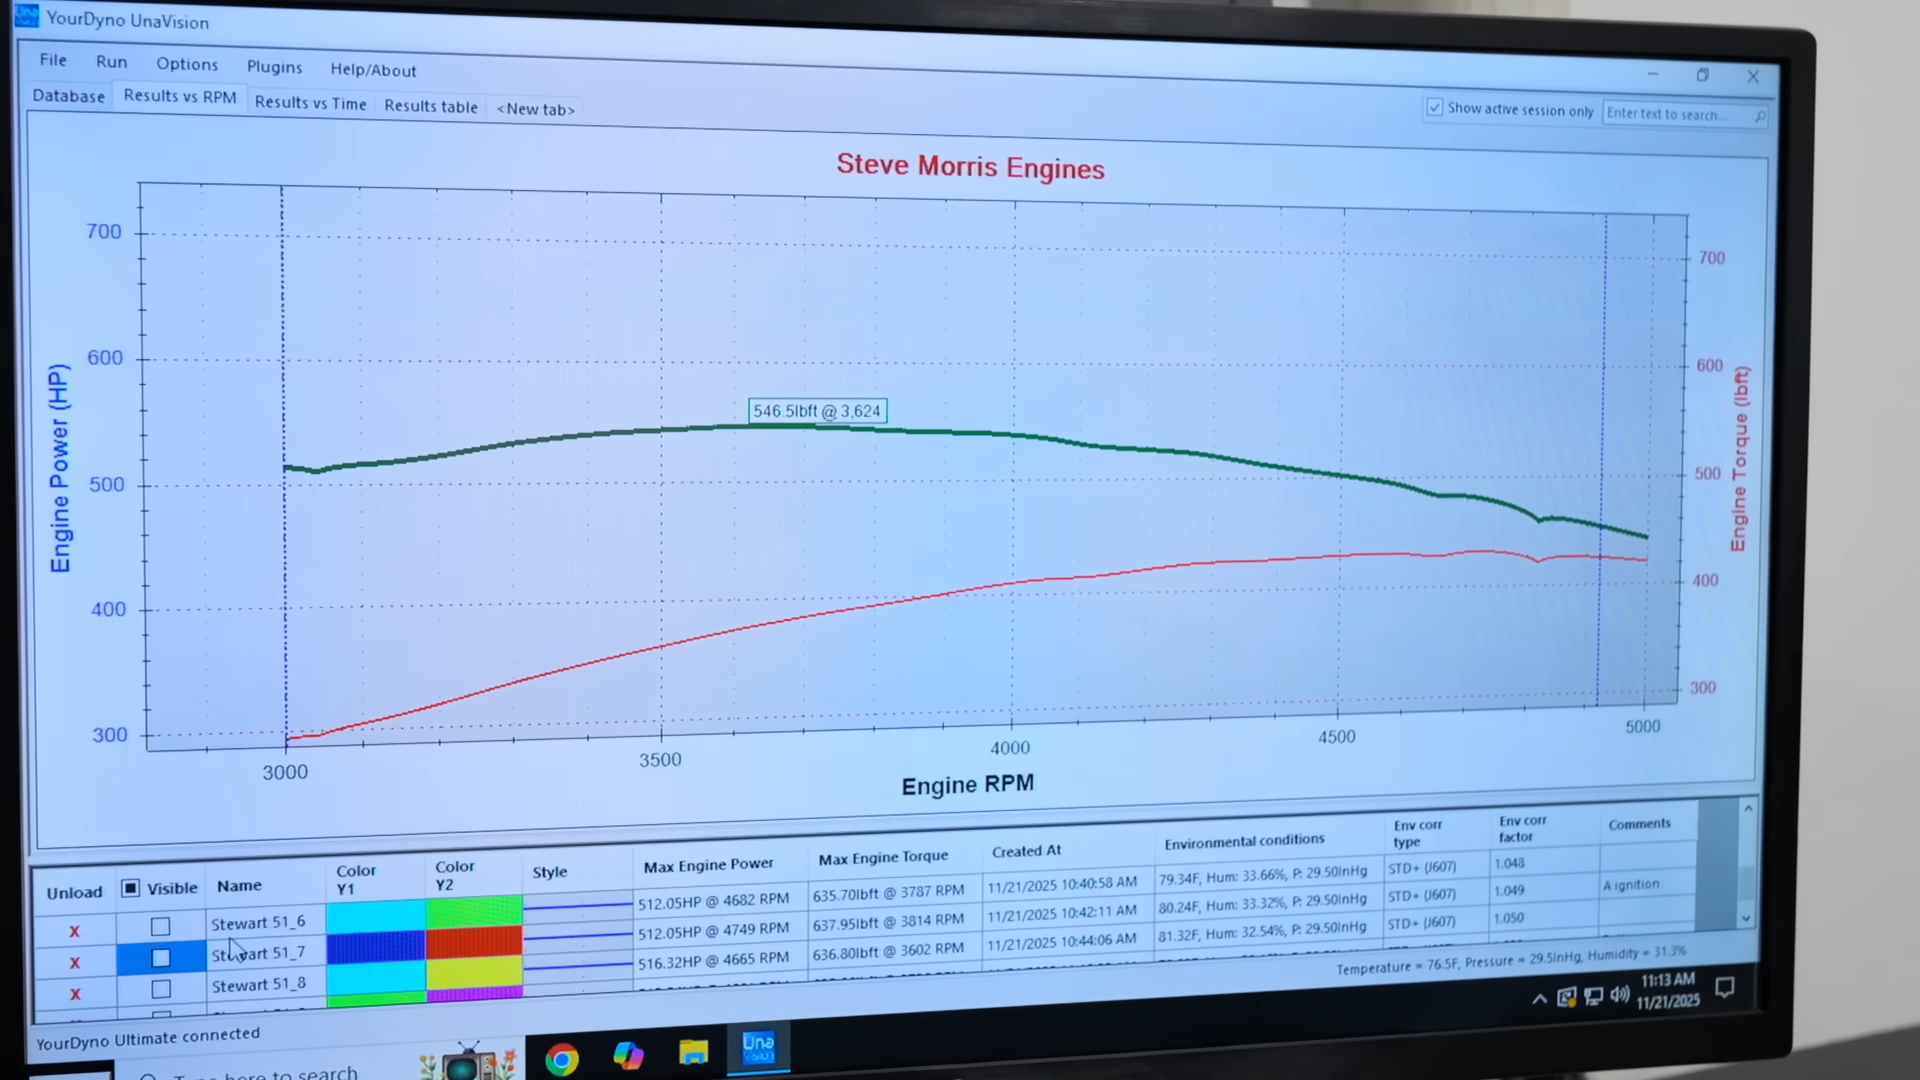 YourDyno UnaVision
File Run Options Plugins Help/About
Database Results vs RPM Results vs Time Results table <New tab>
Show active session only Enter text to search...
Steve Morris Engines
700
600
500
400
300
Engine Power (HP)
546.5lbft @ 3,624
700
600
500
400
300
Engine Torque (lbft)
3000 3500 4000 4500 5000
Engine RPM
Unload Visible Name Color Y1 Color Y2 Style Max Engine Power Max Engine Torque Created At Environmental conditions Env corr type Env corr factor Comments
X Stewart 51_6 512.05HP @ 4682 RPM 635.70lbft @ 3787 RPM 11/21/2025 10:40:58 AM 79.34F, Hum: 33.66%, P: 29.50InHg STD+ (J607) 1.048
X Stewart 51_7 512.05HP @ 4749 RPM 637.95lbft @ 3814 RPM 11/21/2025 10:42:11 AM 80.24F, Hum: 33.32%, P: 29.50InHg STD+ (J607) 1.049 A ignition
X Stewart 51_8 516.32HP @ 4665 RPM 636.80lbft @ 3602 RPM 11/21/2025 10:44:06 AM 81.32F, Hum: 32.54%, P: 29.50InHg STD+ (J607) 1.050
Temperature = 76.5F, Pressure = 29.5InHg, Humidity = 31.3%
YourDyno Ultimate connected
Type here to search
Una Vision
11:13 AM
11/21/2025